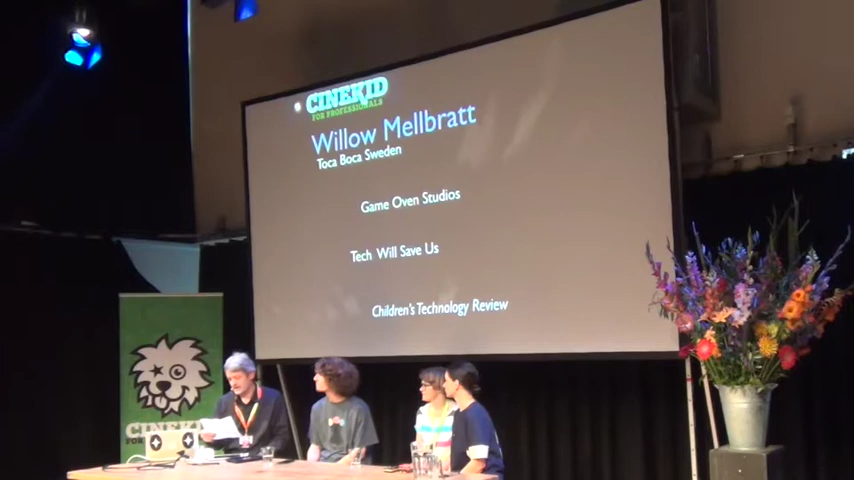 CINEKID
FOR PROFESSIONALS
Willow Mellbratt
Toca Boca Sweden
Game Oven Studios
Tech Will Save Us
Children's Technology Review
CINEKID